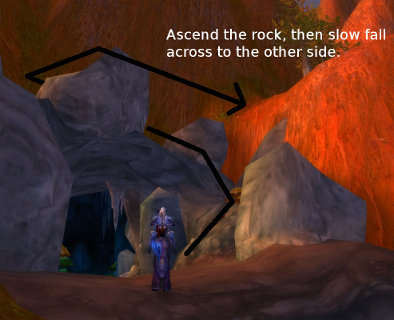 Ascend the rock, then slow fall
across to the other side.